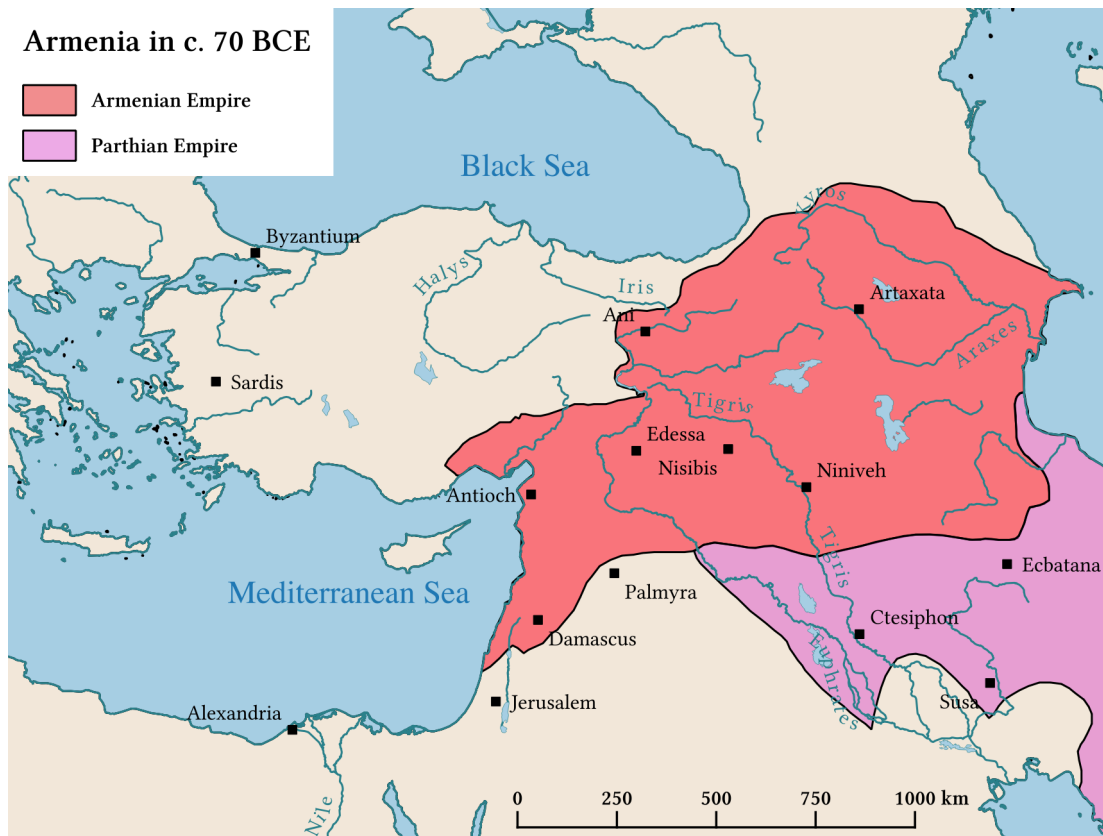 Armenia in c. 70 BCE
Armenian Empire
Parthian Empire
Black Sea
Kyros
Byzantium
Halys
Iris
Artaxata
Ani
Araxes
Sardis
Tigris
Edessa
Nisibis
Niniveh
Antioch
Tigris
Ecbatana
Mediterranean Sea
Palmyra
Ctesiphon
Damascus
Euphrates
Jerusalem
Susa
Alexandria
Nile
0 250 500 750 1000 km